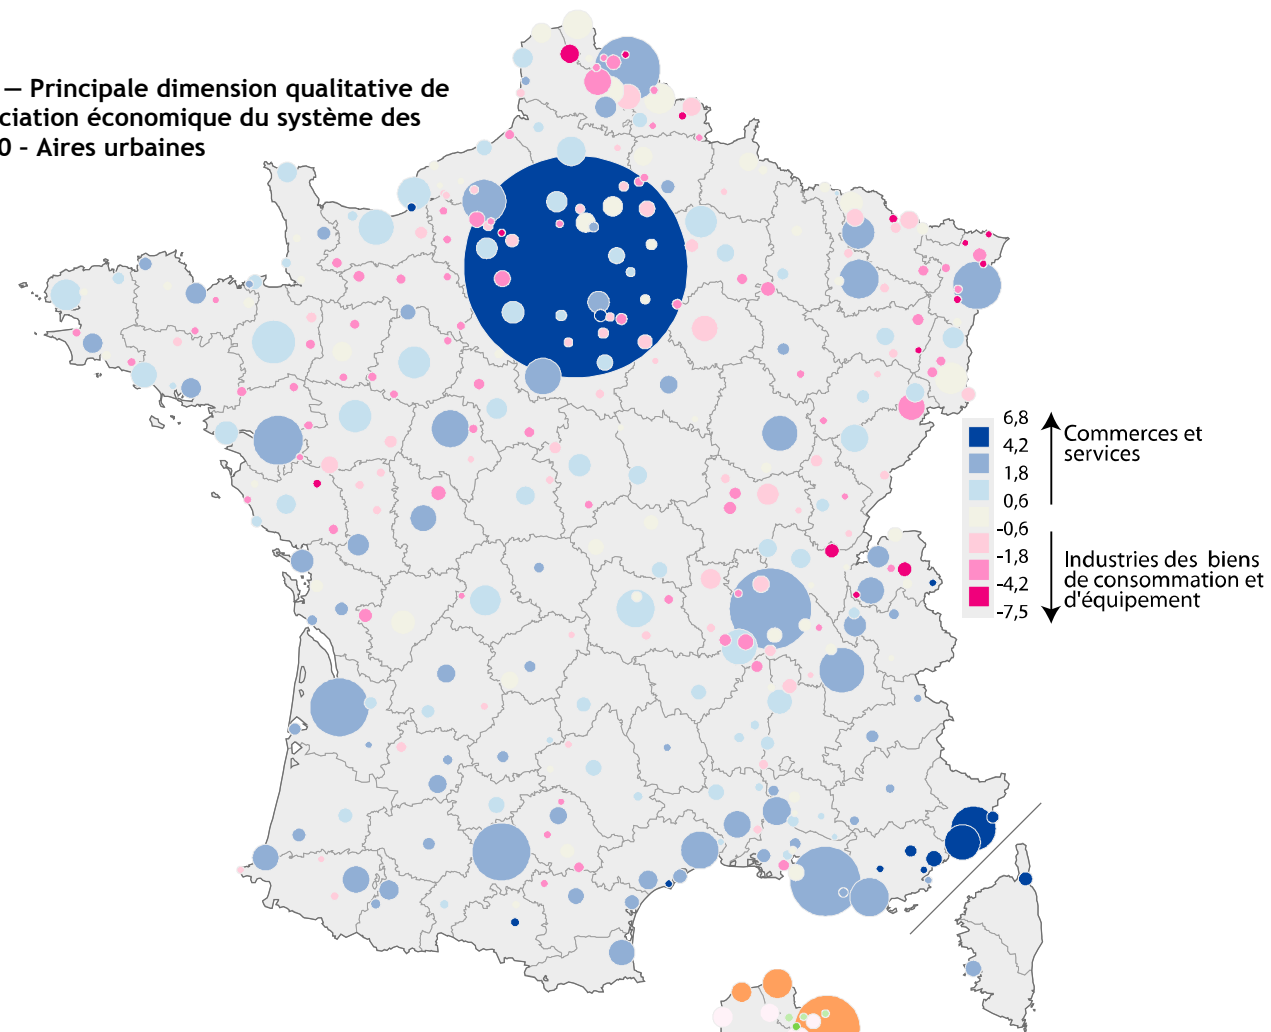 — Principale dimension qualitative de
ciation économique du système des
0 - Aires urbaines
6,8
4,2
1,8
0,6
-0,6
-1,8
-4,2
-7,5
Commerces et
services
Industries des biens
de consommation et
d'équipement